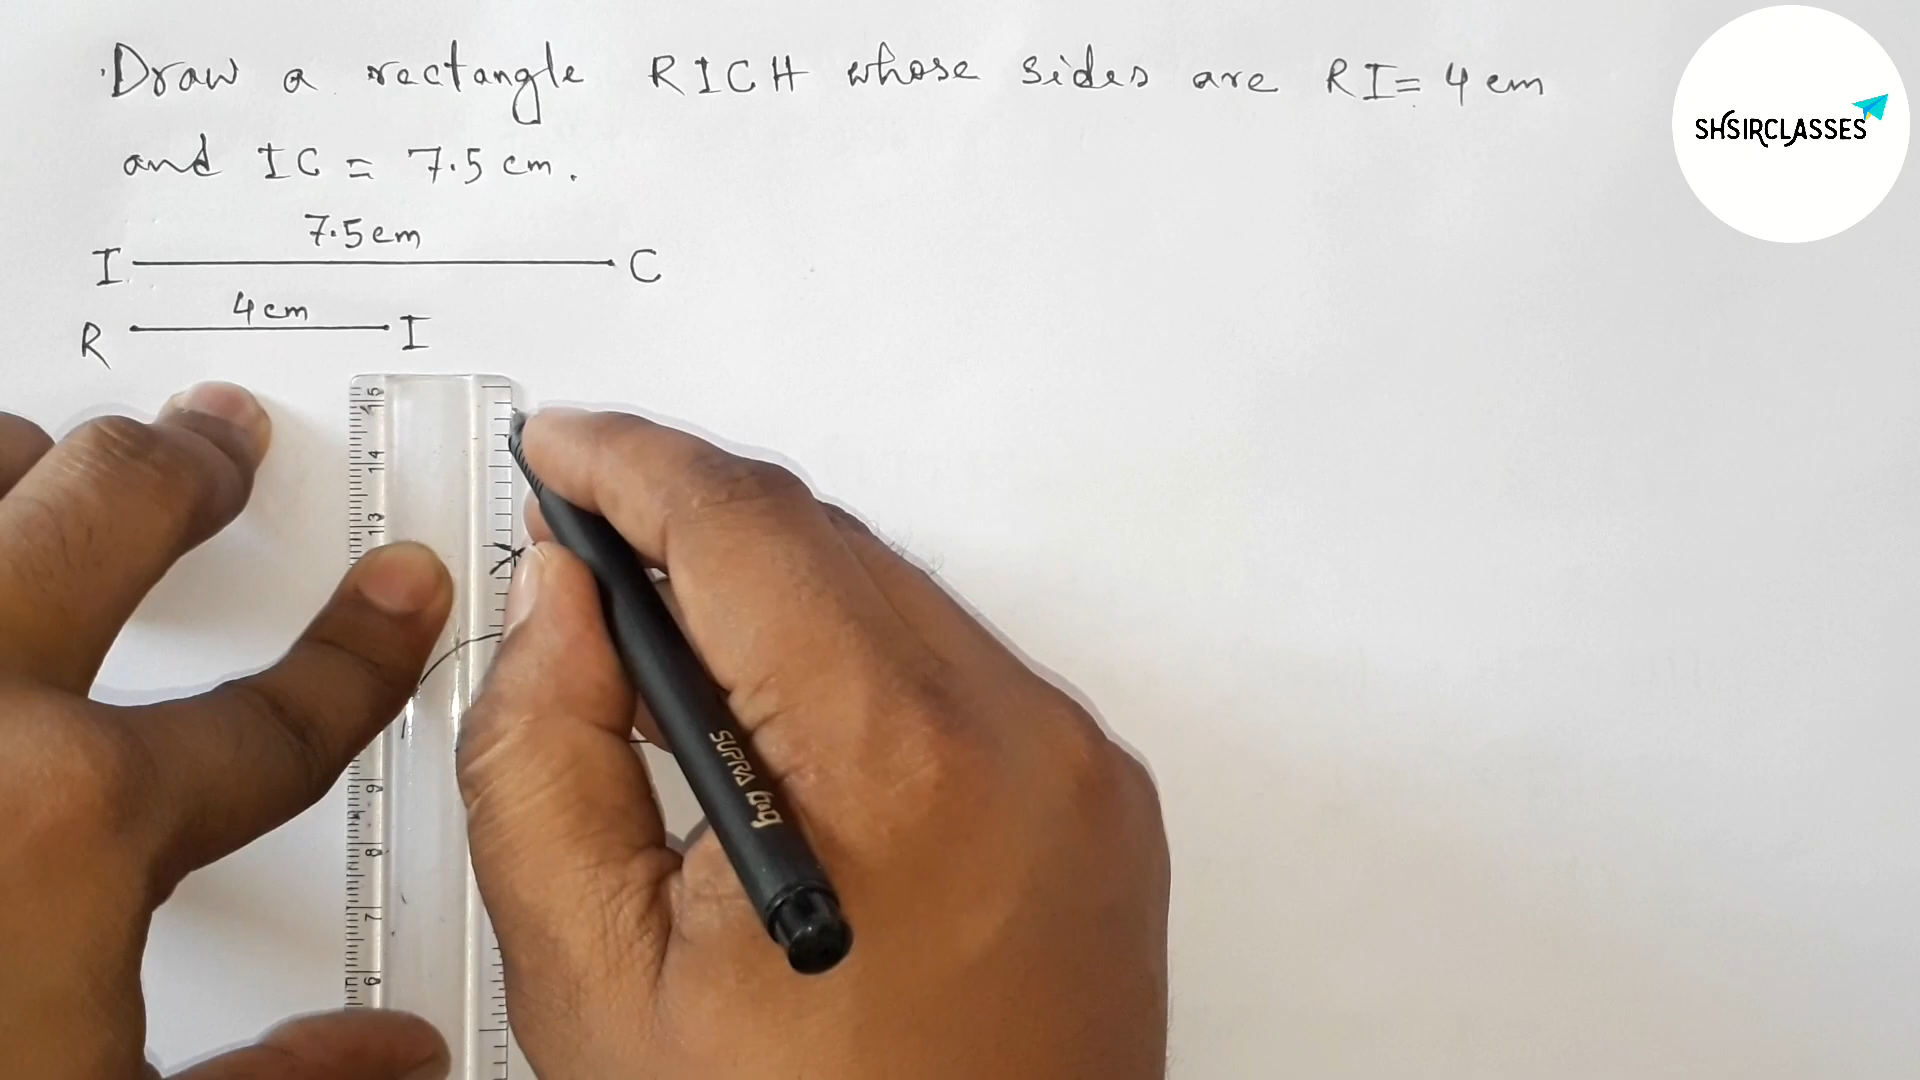 Draw a rectangle RICH whose sides are RI = 4 cm
and IC = 7.5 cm.
SHSIRCLASSES
7.5 cm
I C
4 cm
R I
15
14
13
9
8
7
6
SUPRA